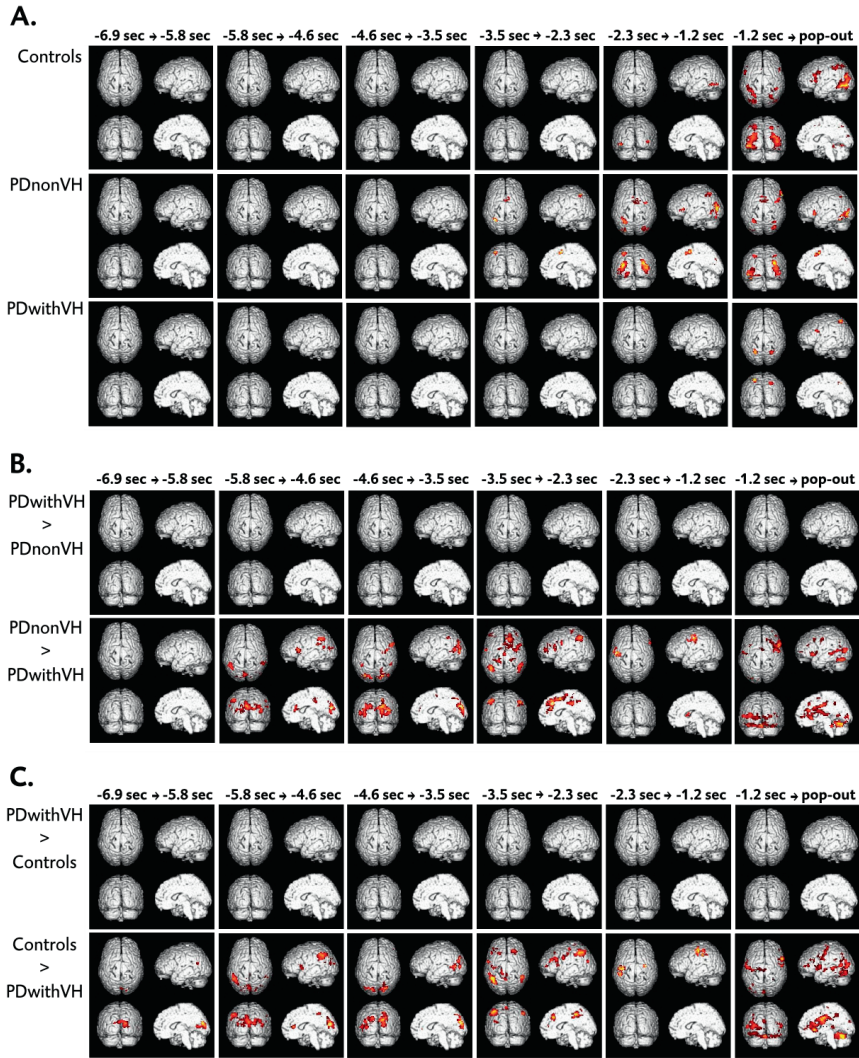 A.
-6.9 sec → -5.8 sec -5.8 sec → -4.6 sec -4.6 sec → -3.5 sec -3.5 sec → -2.3 sec -2.3 sec → -1.2 sec -1.2 sec → pop-out
Controls
PDnonVH
PDwithVH
B.
-6.9 sec → -5.8 sec -5.8 sec → -4.6 sec -4.6 sec → -3.5 sec -3.5 sec → -2.3 sec -2.3 sec → -1.2 sec -1.2 sec → pop-out
PDwithVH
>
PDnonVH
PDnonVH
>
PDwithVH
C.
-6.9 sec → -5.8 sec -5.8 sec → -4.6 sec -4.6 sec → -3.5 sec -3.5 sec → -2.3 sec -2.3 sec → -1.2 sec -1.2 sec → pop-out
PDwithVH
>
Controls
Controls
>
PDwithVH